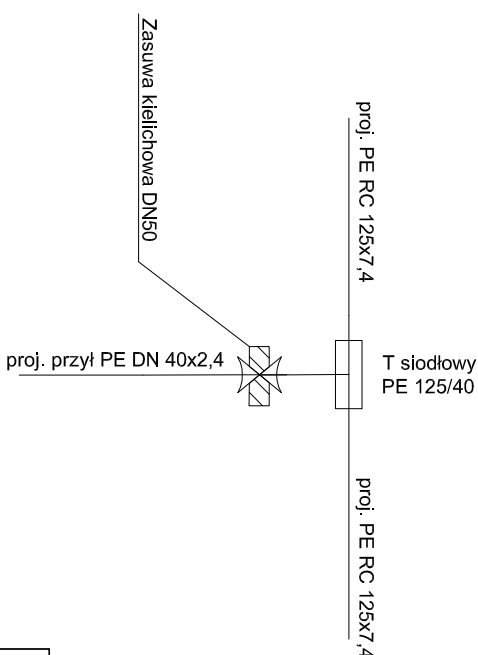 Zasuwa kielichowa DN50
proj. PE RC 125x7,4
proj. przył PE DN 40x2,4
T siodłowy
PE 125/40
proj. PE RC 125x7,4